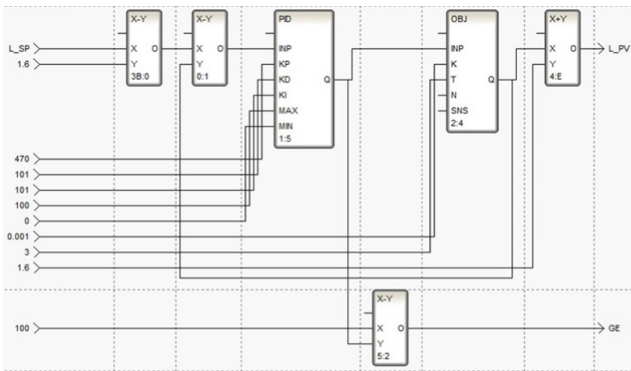 X-Y
X O
Y
3B:0
X-Y
X O
Y
0:1
PID
INP
KP
KD
KI
MAX
MIN
Q
1:5
OBJ
INP
K
T
N
SNS
Q
2:4
X+Y
X O
Y
4:E
L_SP
1.6
L_PV
470
101
101
100
0
0.001
3
1.6
X-Y
X O
Y
5:2
100
GE